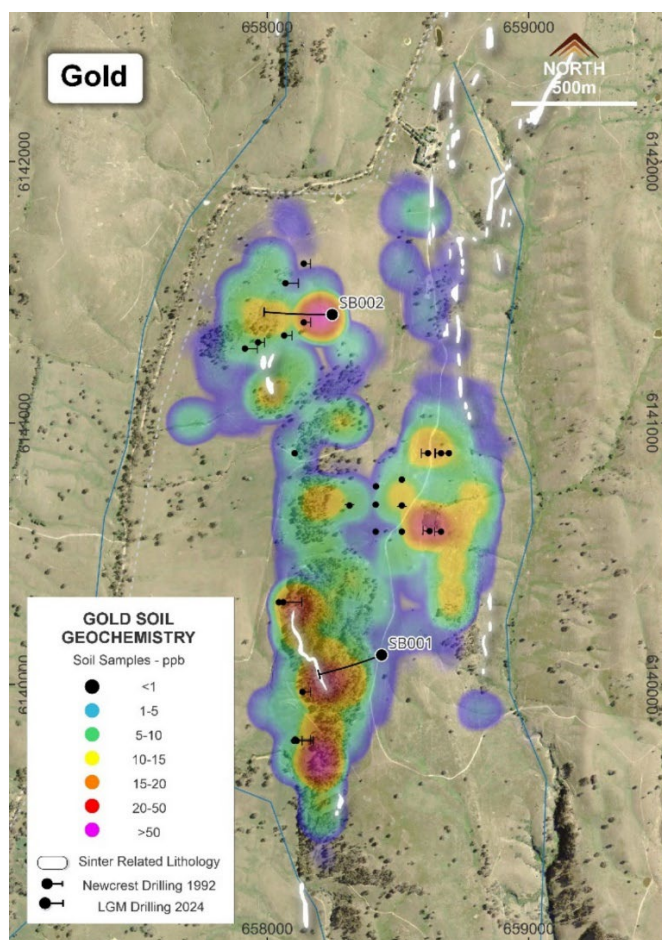 658000
659000
Gold
NORTH
500m
6142000
6142000
SB002
6141000
6141000
SB001
6140000
6140000
GOLD SOIL
GEOCHEMISTRY
Soil Samples - ppb
<1
1-5
5-10
10-15
15-20
20-50
>50
Sinter Related Lithology
Newcrest Drilling 1992
LGM Drilling 2024
658000
659000